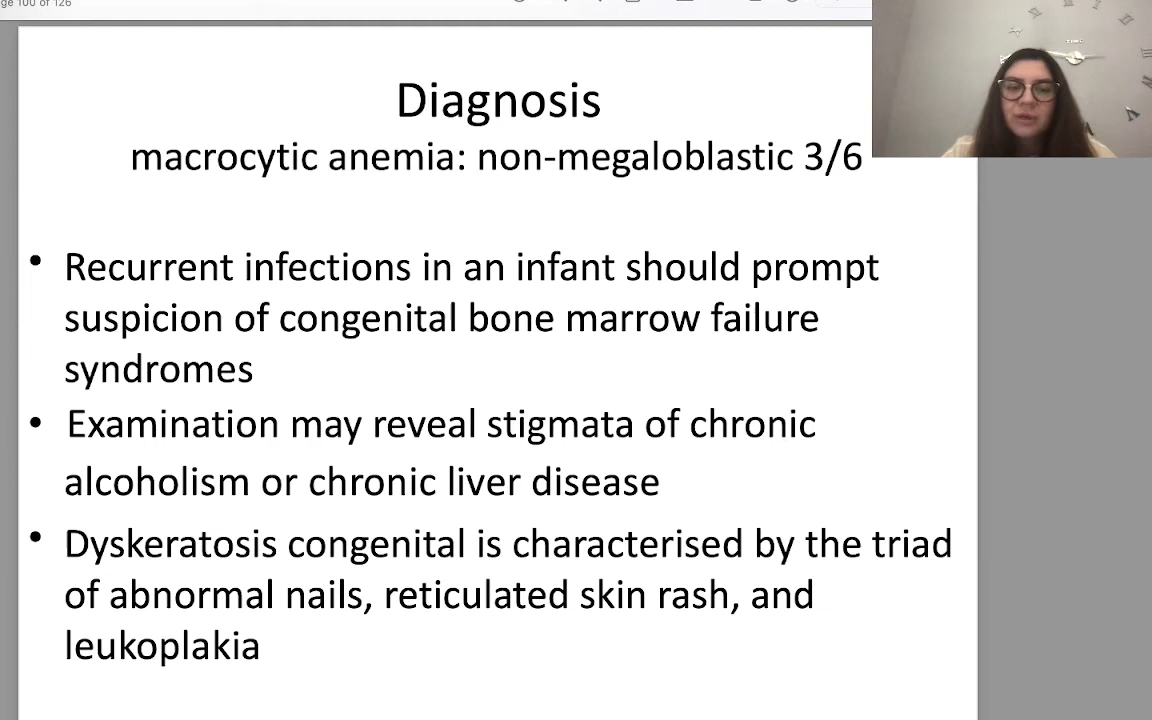 ge 100 of 126
Diagnosis
macrocytic anemia: non-megaloblastic 3/6
• Recurrent infections in an infant should prompt
suspicion of congenital bone marrow failure
syndromes
• Examination may reveal stigmata of chronic
alcoholism or chronic liver disease
• Dyskeratosis congenital is characterised by the triad
of abnormal nails, reticulated skin rash, and
leukoplakia